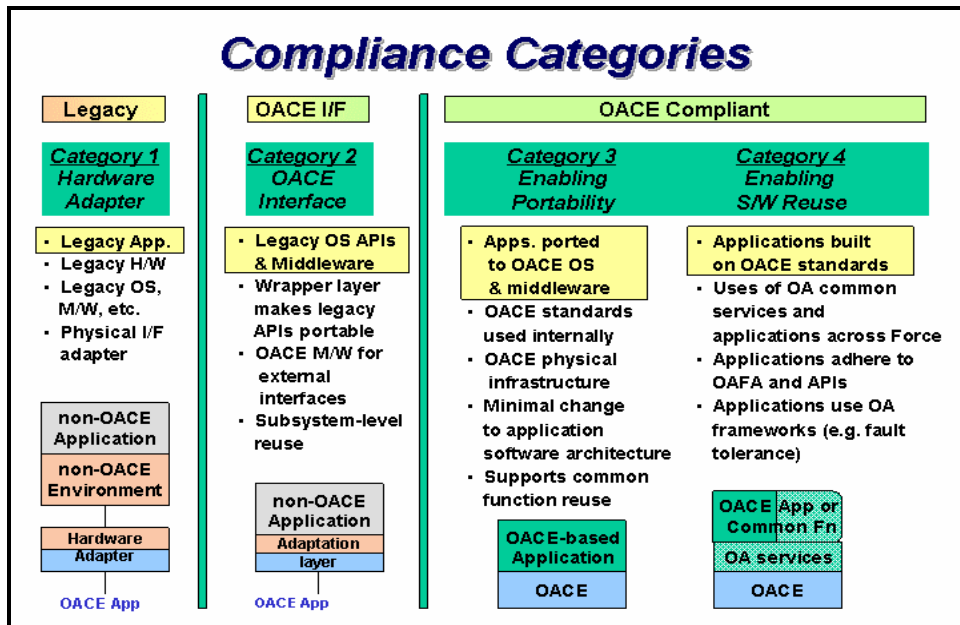 Compliance Categories
Legacy
Category 1
Hardware
Adapter
▪ Legacy App.
▪ Legacy H/W
▪ Legacy OS,
M/W, etc.
▪ Physical I/F
adapter
non-OACE
Application
non-OACE
Environment
Hardware
Adapter
OACE App
OACE I/F
Category 2
OACE
Interface
▪ Legacy OS APIs
& Middleware
▪ Wrapper layer
makes legacy
APIs portable
▪ OACE M/W for
external
interfaces
▪ Subsystem-level
reuse
non-OACE
Application
Adaptation
layer
OACE App
OACE Compliant
Category 3
Enabling
Portability
▪ Apps. ported
to OACE OS
& middleware
▪ OACE standards
used internally
▪ OACE physical
infrastructure
▪ Minimal change
to application
software architecture
▪ Supports common
function reuse
OACE-based
Application
OACE
Category 4
Enabling
S/W Reuse
▪ Applications built
on OACE standards
▪ Uses of OA common
services and
applications across Force
▪ Applications adhere to
OAFA and APIs
▪ Applications use OA
frameworks (e.g. fault
tolerance)
OACE App or
Common Fn
OA services
OACE